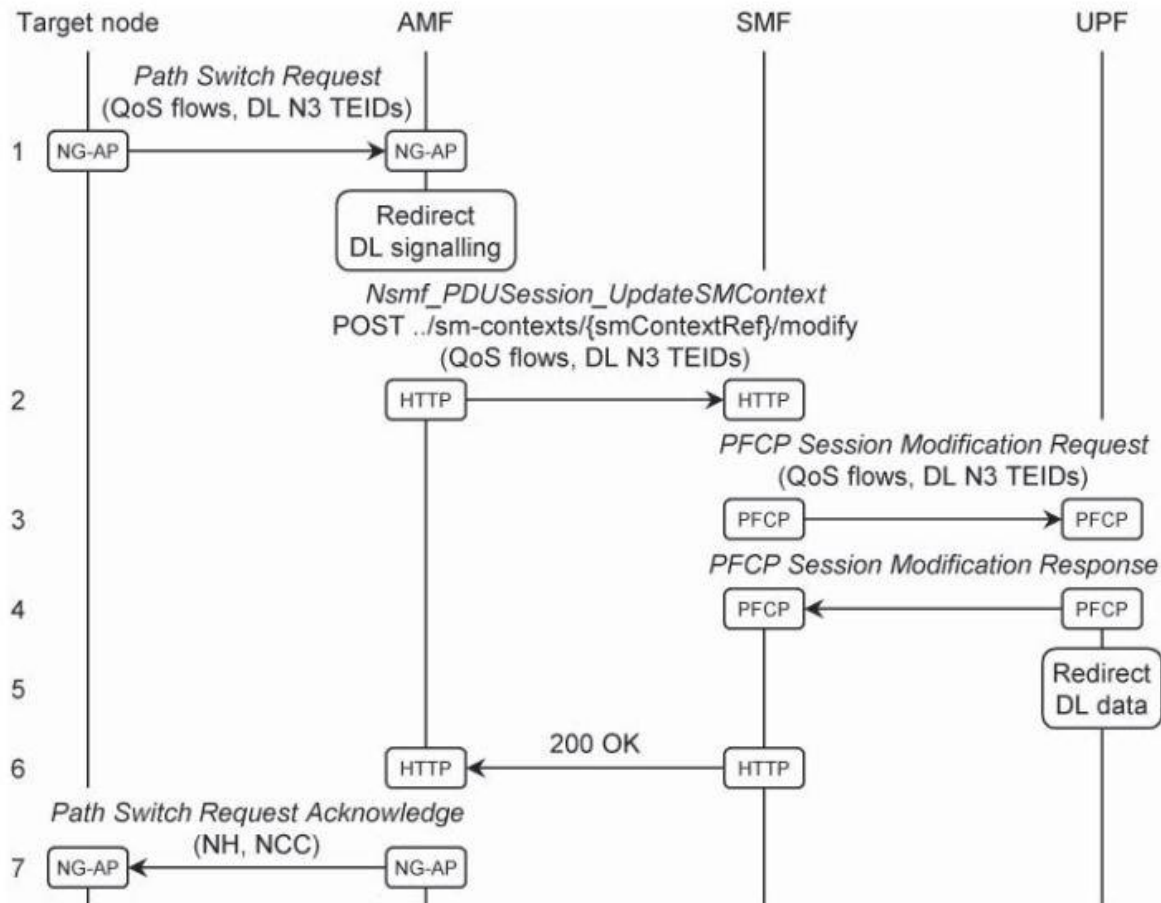 Target node AMF SMF UPF
Path Switch Request
(QoS flows, DL N3 TEIDs)
1 NG-AP NG-AP
Redirect
DL signalling
Nsmf_PDUSession_UpdateSMContext
POST ../sm-contexts/{smContextRef}/modify
(QoS flows, DL N3 TEIDs)
2 HTTP HTTP
PFCP Session Modification Request
(QoS flows, DL N3 TEIDs)
3 PFCP PFCP
PFCP Session Modification Response
4 PFCP PFCP
5 Redirect
DL data
200 OK
6 HTTP HTTP
Path Switch Request Acknowledge
(NH, NCC)
7 NG-AP NG-AP